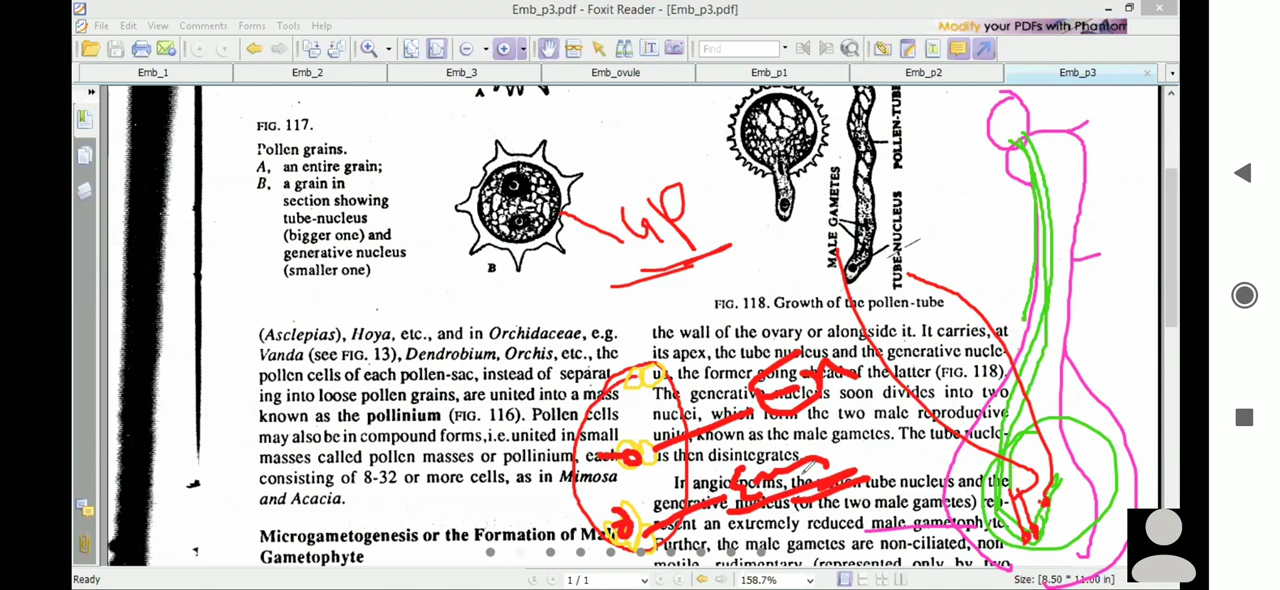 Emb_p3.pdf - Foxit Reader - [Emb_p3.pdf]
File Edit View Comments Forms Tools Help
Modify your PDFs with Phantom
Find
Emb_1 Emb_2 Emb_3 Emb_ovule Emb_p1 Emb_p2 Emb_p3
A
FIG. 117.
Pollen grains.
A, an entire grain;
B, a grain in
section showing
tube-nucleus
(bigger one) and
generative nucleus
(smaller one)
B
MALE GAMETES
TUBE-NUCLEUS
POLLEN-TUBE
FIG. 118. Growth of the pollen-tube
(Asclepias), Hoya, etc., and in Orchidaceae, e.g.
Vanda (see FIG. 13), Dendrobium, Orchis, etc., the
pollen cells of each pollen-sac, instead of separat-
ing into loose pollen grains, are united into a mass
known as the pollinium (FIG. 116). Pollen cells
may also be in compound forms, i.e. united in small
masses called pollen masses or pollinium, each
consisting of 8-32 or more cells, as in Mimosa
and Acacia.
Microgametogenesis or the Formation of Male
Gametophyte
the wall of the ovary or alongside it. It carries, at
its apex, the tube nucleus and the generative nucle-
us, the former going ahead of the latter (FIG. 118).
The generative nucleus soon divides into two
nuclei, which form the two male reproductive
units, known as the male gametes. The tube nucle-
us is then disintegrates.
In angiosperms, the tube nucleus and the
generative nucleus (or the two male gametes) rep-
resent an extremely reduced male gametophyte.
Further, the male gametes are non-ciliated, non-
motile, rudimentary (represented only by two
Ready
1 / 1
158.7%
Size: [8.50 * 11.00 in]